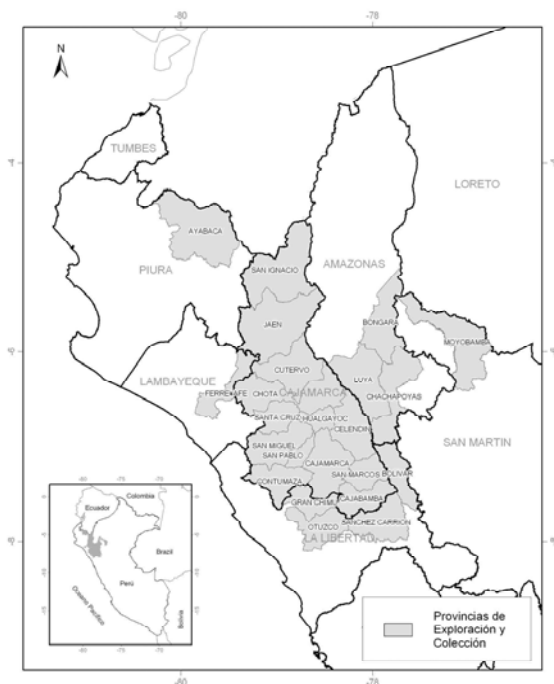 -80 -78
N
TUMBES
LORETO
AYABACA
AMAZONAS
PIURA
SAN IGNACIO
JAEN
BONGARA
MOYOBAMBA
CUTERVO
LUYA
LAMBAYEQUE
FERREÑAFE
CHOTA
CAJAMARCA
CHACHAPOYAS
SANTA CRUZ
HUALGAYOC
CELENDIN
SAN MARTIN
SAN MIGUEL
SAN PABLO
CAJAMARCA
SAN MARCOS
BOLIVAR
CONTUMAZA
GRAN CHIMU
CAJABAMBA
OTUZCO
SANCHEZ CARRION
LA LIBERTAD
Colombia
Ecuador
Brazil
Perú
Oceano Pacifico
Bolivia
Provincias de
Exploración y
Colección
-80 -78